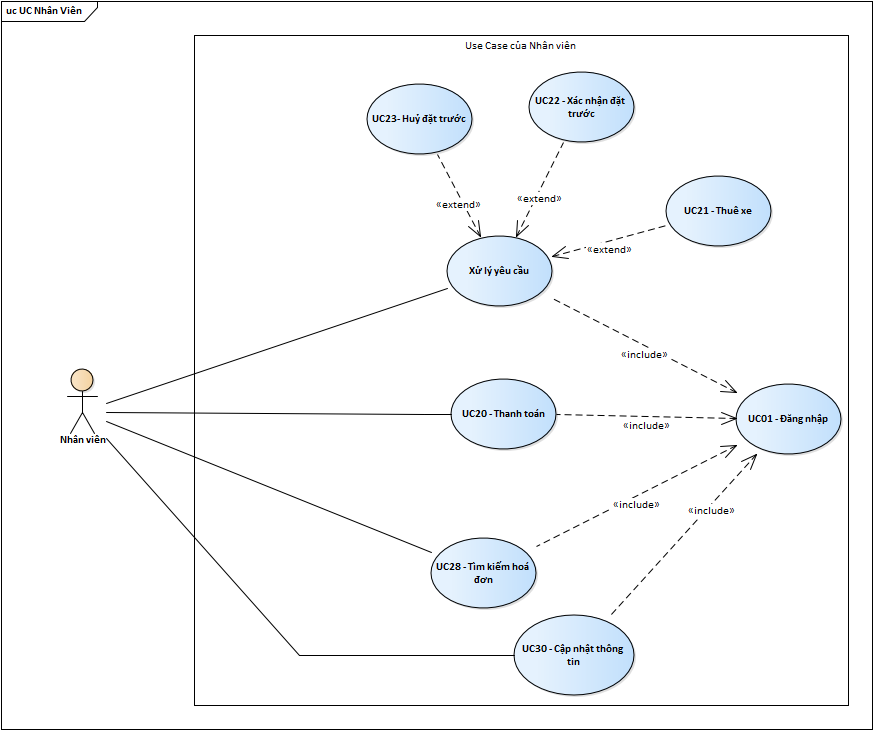 uc UC Nhân Viên
Use Case của Nhân viên
UC23- Huỷ đặt trước
UC22 - Xác nhận đặt
trước
«extend»
«extend»
UC21 - Thuê xe
«extend»
Xử lý yêu cầu
«include»
Nhân viên
UC20 - Thanh toán
«include»
UC01 - Đăng nhập
«include»
«include»
UC28 - Tìm kiếm hoá
đơn
UC30 - Cập nhật thông
tin